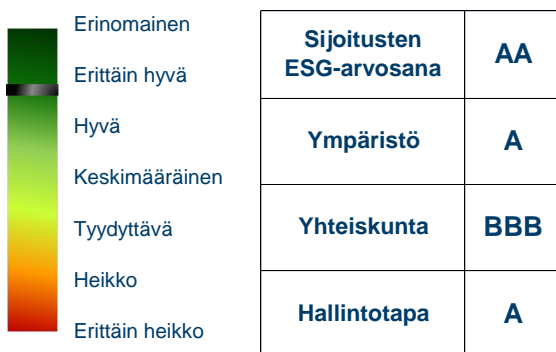 Erinomainen
Erittäin hyvä
Hyvä
Keskimääräinen
Tyydyttävä
Heikko
Erittäin heikko
Sijoitusten
ESG-arvosana
AA
Ympäristö
A
Yhteiskunta
BBB
Hallintotapa
A